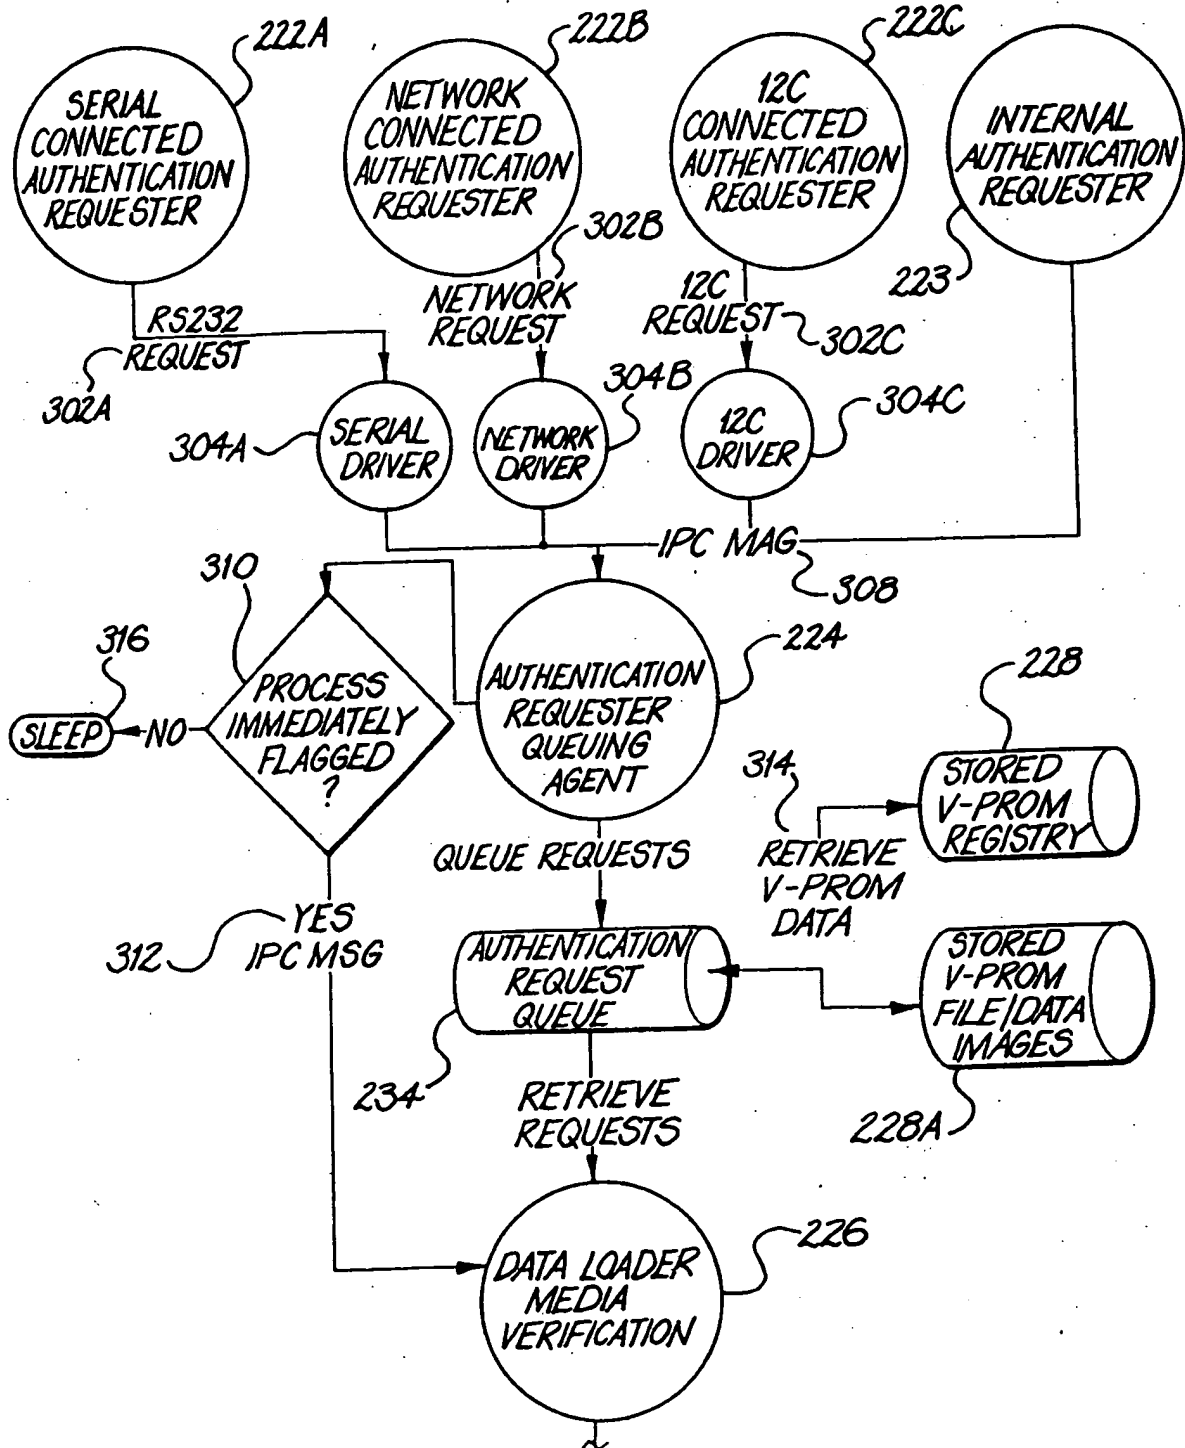 222A
222B
222C
SERIAL
CONNECTED
AUTHENTICATION
REQUESTER
NETWORK
CONNECTED
AUTHENTICATION
REQUESTER
12C
CONNECTED
AUTHENTICATION
REQUESTER
INTERNAL
AUTHENTICATION
REQUESTER
223
RS232
REQUEST
302A
302B
NETWORK
REQUEST
12C
REQUEST
302C
304A
SERIAL
DRIVER
NETWORK
DRIVER
304B
12C
DRIVER
304C
IPC MAG
308
310
316
SLEEP
NO
PROCESS
IMMEDIATELY
FLAGGED
?
AUTHENTICATION
REQUESTER
QUEUING
AGENT
224
228
STORED
V-PROM
REGISTRY
314
RETRIEVE
V-PROM
DATA
QUEUE REQUESTS
312
YES
IPC MSG
AUTHENTICATION
REQUEST
QUEUE
234
STORED
V-PROM
FILE/DATA
IMAGES
228A
RETRIEVE
REQUESTS
DATA LOADER
MEDIA
VERIFICATION
226